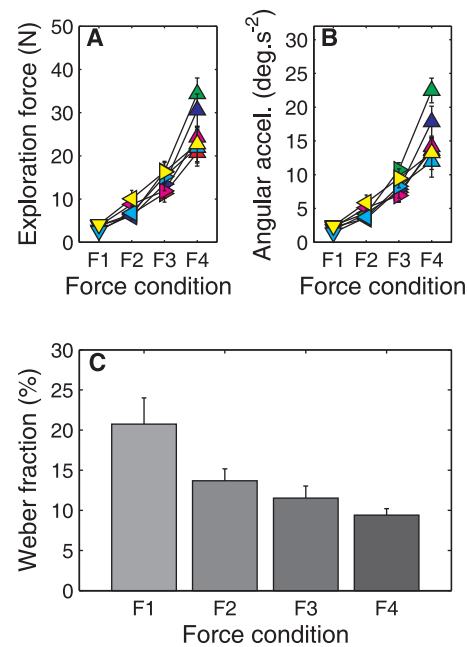 A
Exploration force (N)
50
40
30
20
10
0
F1 F2 F3 F4
Force condition
B
Angular accel. (deg.s-2)
30
25
20
15
10
5
0
F1 F2 F3 F4
Force condition
C
Weber fraction (%)
30
25
20
15
10
5
0
F1 F2 F3 F4
Force condition